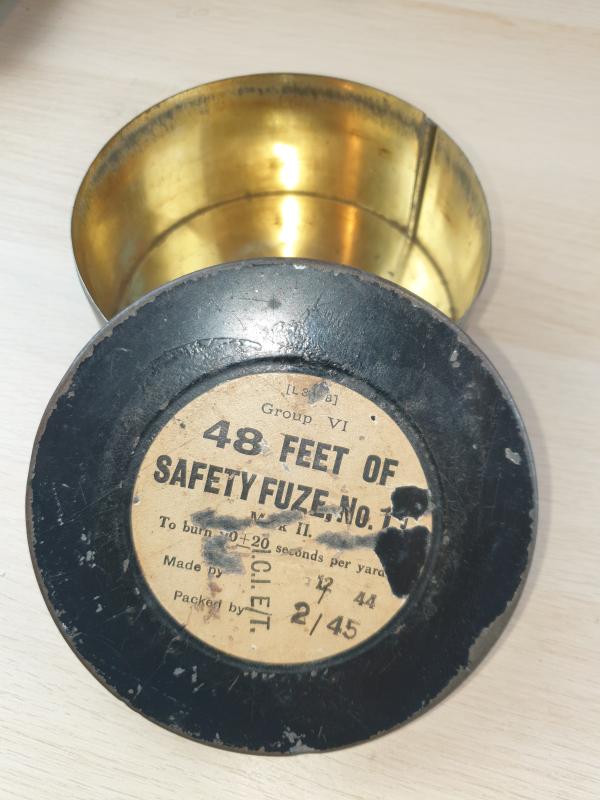 Group VI
48 FEET OF
SAFETY FUZE, No.
II.
To burn seconds per yard
Made by 12/44
Packed by 2/45
I.C.I. E/T.